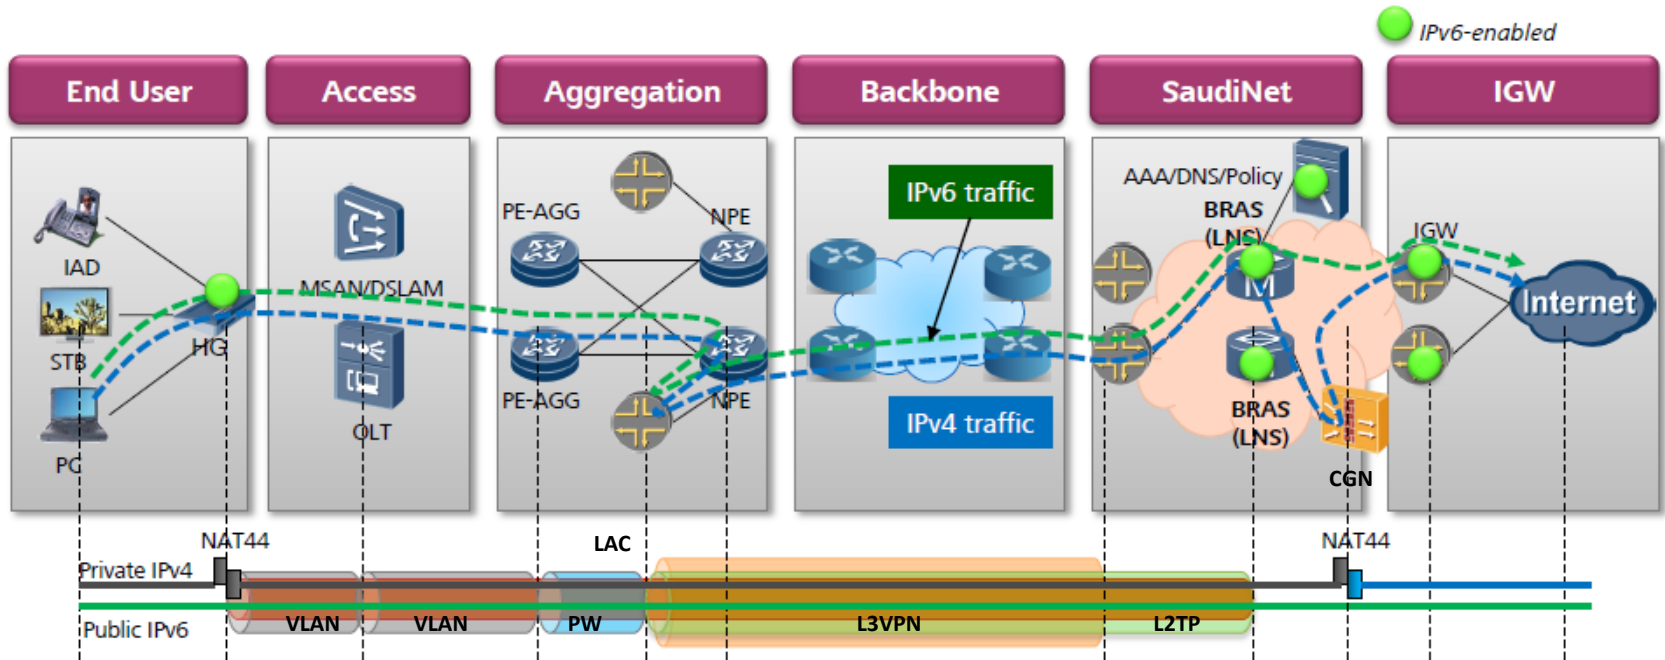 IPv6-enabled
End User
Access
Aggregation
Backbone
SaudiNet
IGW
IAD
STB
PC
HG
MSAN/DSLAM
OLT
PE-AGG
NPE
PE-AGG
NPE
IPv6 traffic
IPv4 traffic
AAA/DNS/Policy
BRAS
(LNS)
M
BRAS
(LNS)
CGN
IGW
Internet
NAT44
LAC
NAT44
Private IPv4
Public IPv6
VLAN
VLAN
PW
L3VPN
L2TP